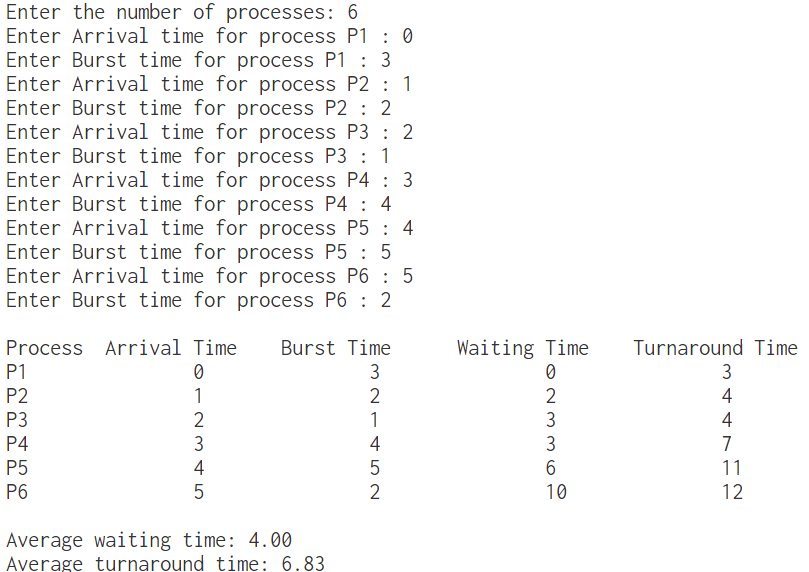 Enter the number of processes: 6
Enter Arrival time for process P1 : 0
Enter Burst time for process P1 : 3
Enter Arrival time for process P2 : 1
Enter Burst time for process P2 : 2
Enter Arrival time for process P3 : 2
Enter Burst time for process P3 : 1
Enter Arrival time for process P4 : 3
Enter Burst time for process P4 : 4
Enter Arrival time for process P5 : 4
Enter Burst time for process P5 : 5
Enter Arrival time for process P6 : 5
Enter Burst time for process P6 : 2

Process  Arrival Time    Burst Time      Waiting Time    Turnaround Time
P1               0               3               0               3
P2               1               2               2               4
P3               2               1               3               4
P4               3               4               3               7
P5               4               5               6               11
P6               5               2               10              12

Average waiting time: 4.00
Average turnaround time: 6.83